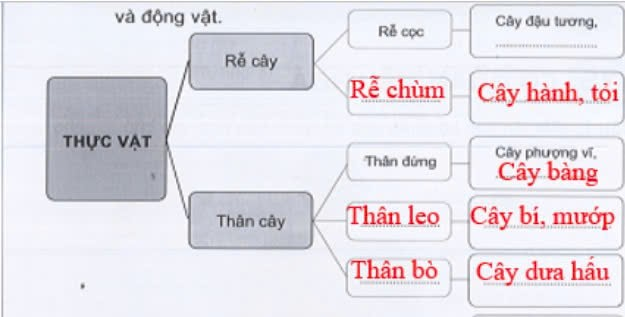 và động vật.
THỰC VẬT
Rễ cây
Rễ cọc
Cây đậu tương,
Rễ chùm
Cây hành, tỏi
Thân cây
Thân đứng
Cây phượng vĩ,
Cây bàng
Thân leo
Cây bí, mướp
Thân bò
Cây dưa hấu